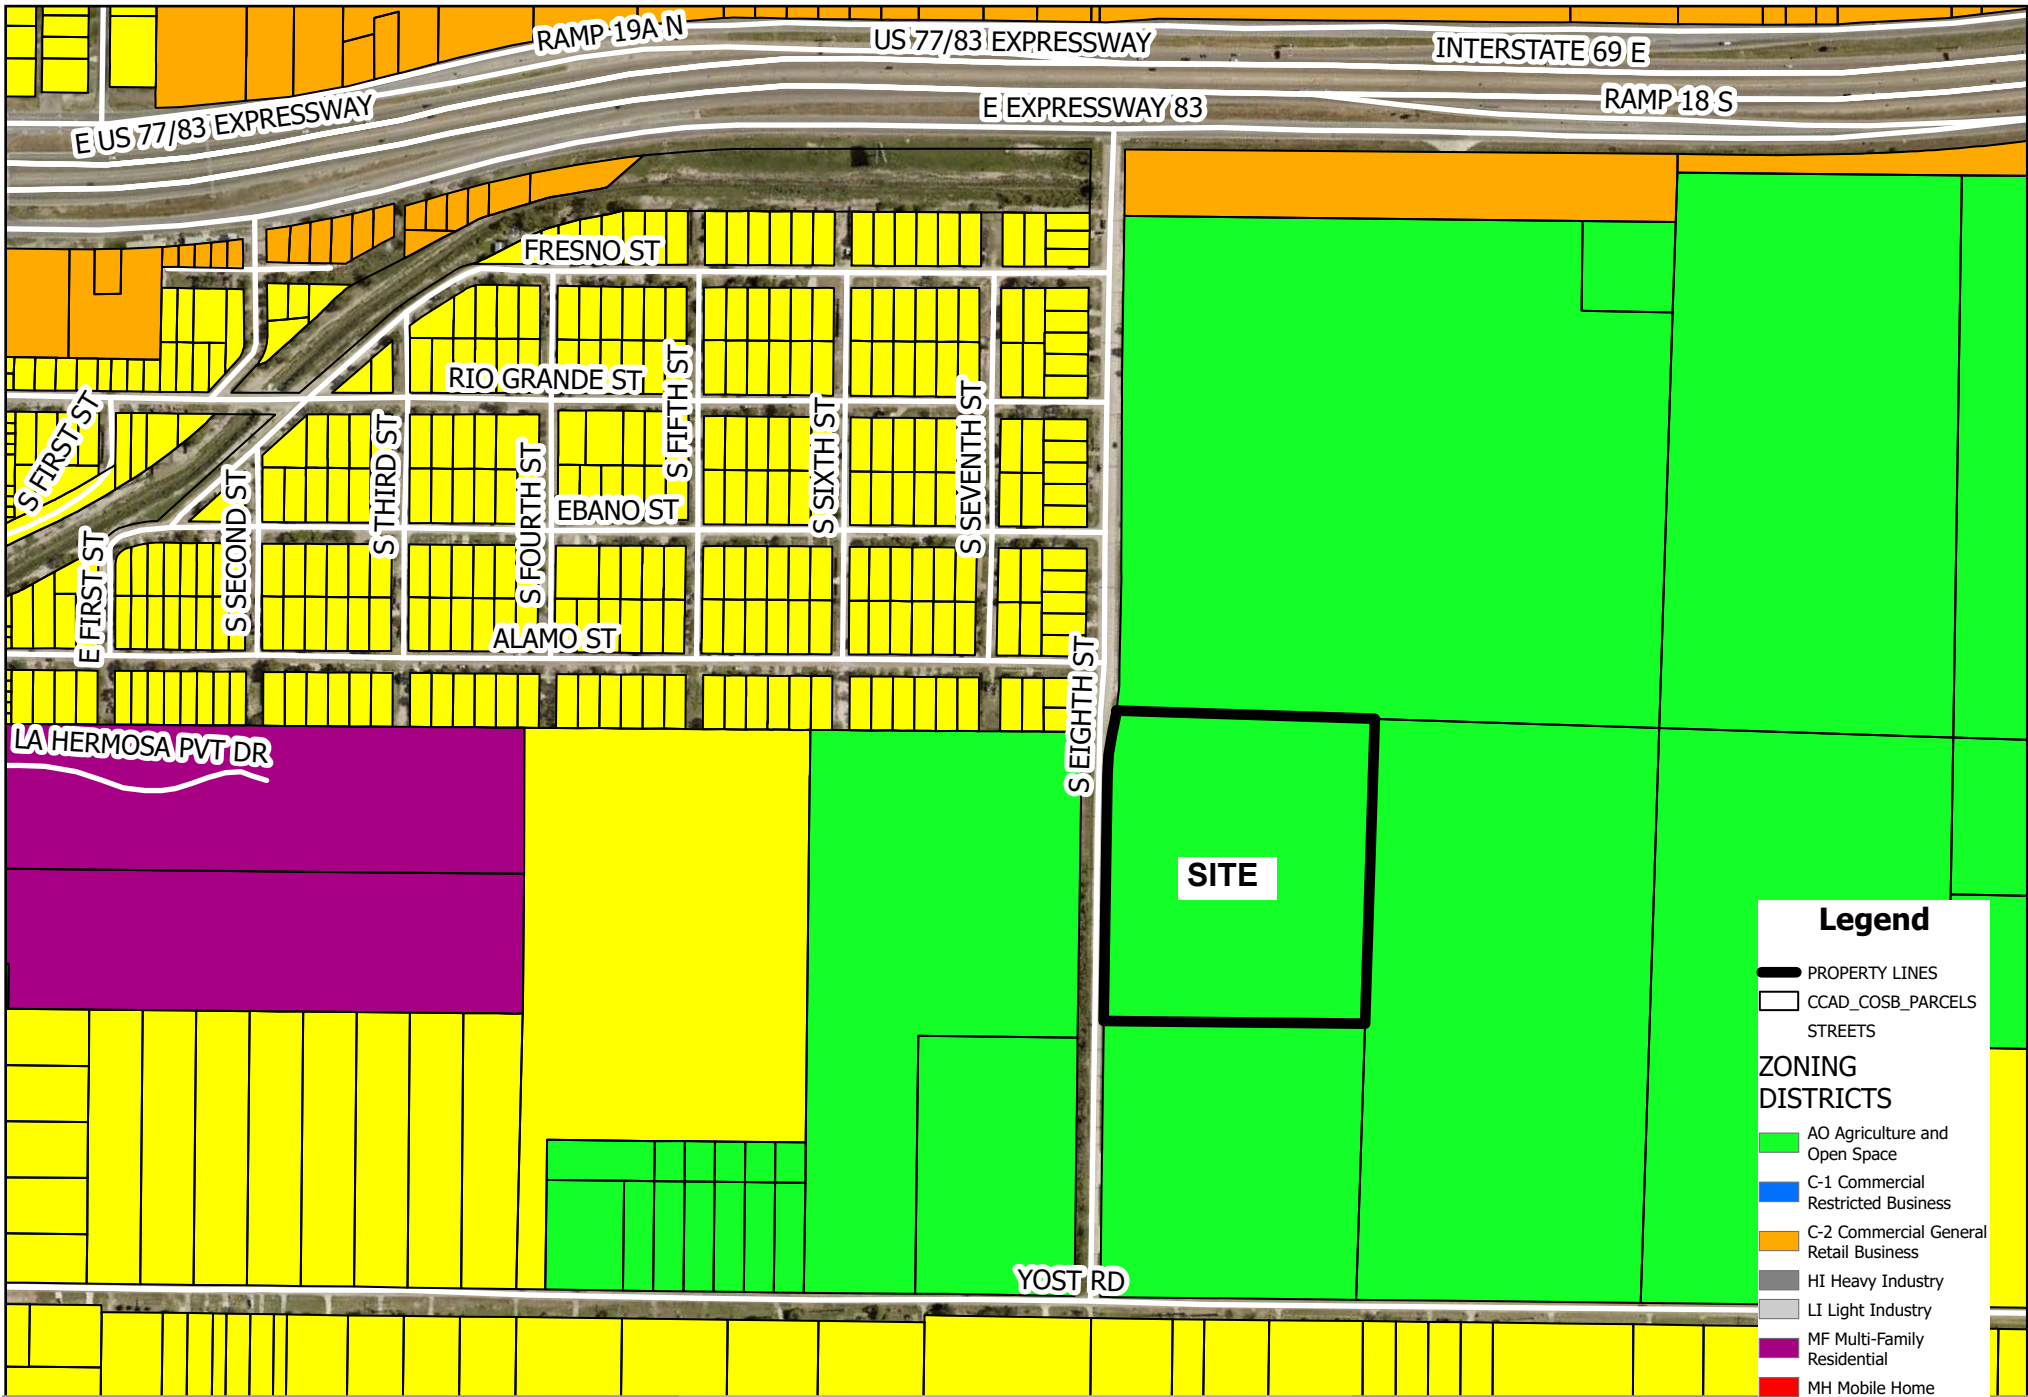 RAMP 19A N
US 77/83 EXPRESSWAY
INTERSTATE 69 E
E US 77/83 EXPRESSWAY
E EXPRESSWAY 83
RAMP 18 S
FRESNO ST
RIO GRANDE ST
S FIRST ST
S FIFTH ST
S THIRD ST
S SIXTH ST
S SEVENTH ST
S SECOND ST
S FOURTH ST
EBANO ST
E FIRST ST
ALAMO ST
S EIGHTH ST
LA HERMOSA PVT DR
SITE
YOST RD
Legend
PROPERTY LINES
CCAD_COSB_PARCELS
STREETS
ZONING
DISTRICTS
AO Agriculture and
Open Space
C-1 Commercial
Restricted Business
C-2 Commercial General
Retail Business
HI Heavy Industry
LI Light Industry
MF Multi-Family
Residential
MH Mobile Home